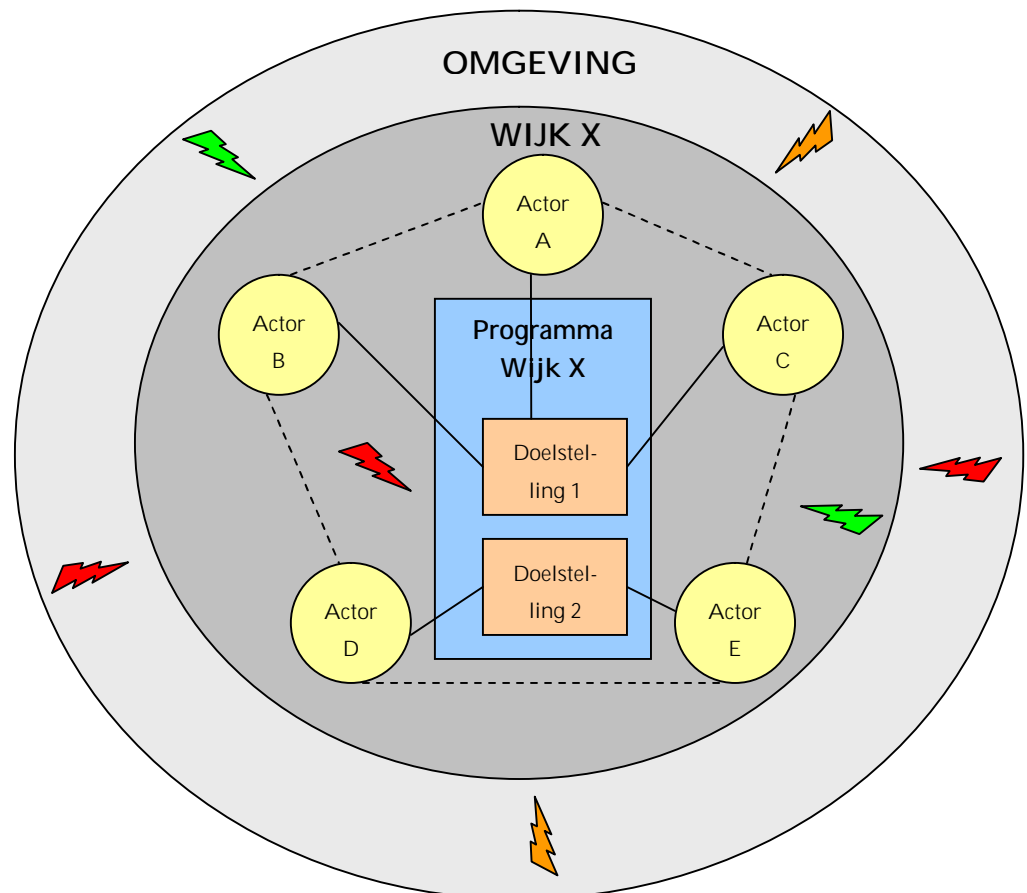 OMGEVING
WIJK X
Actor
A
Actor
B
Programma
Wijk X
Actor
C
Doelstel-
ling 1
Doelstel-
ling 2
Actor
D
Actor
E